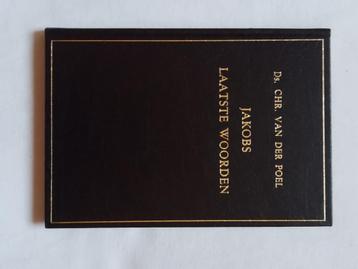 Ds. CHR. VAN DER POEL
JAKOBS
LAATSTE WOORDEN